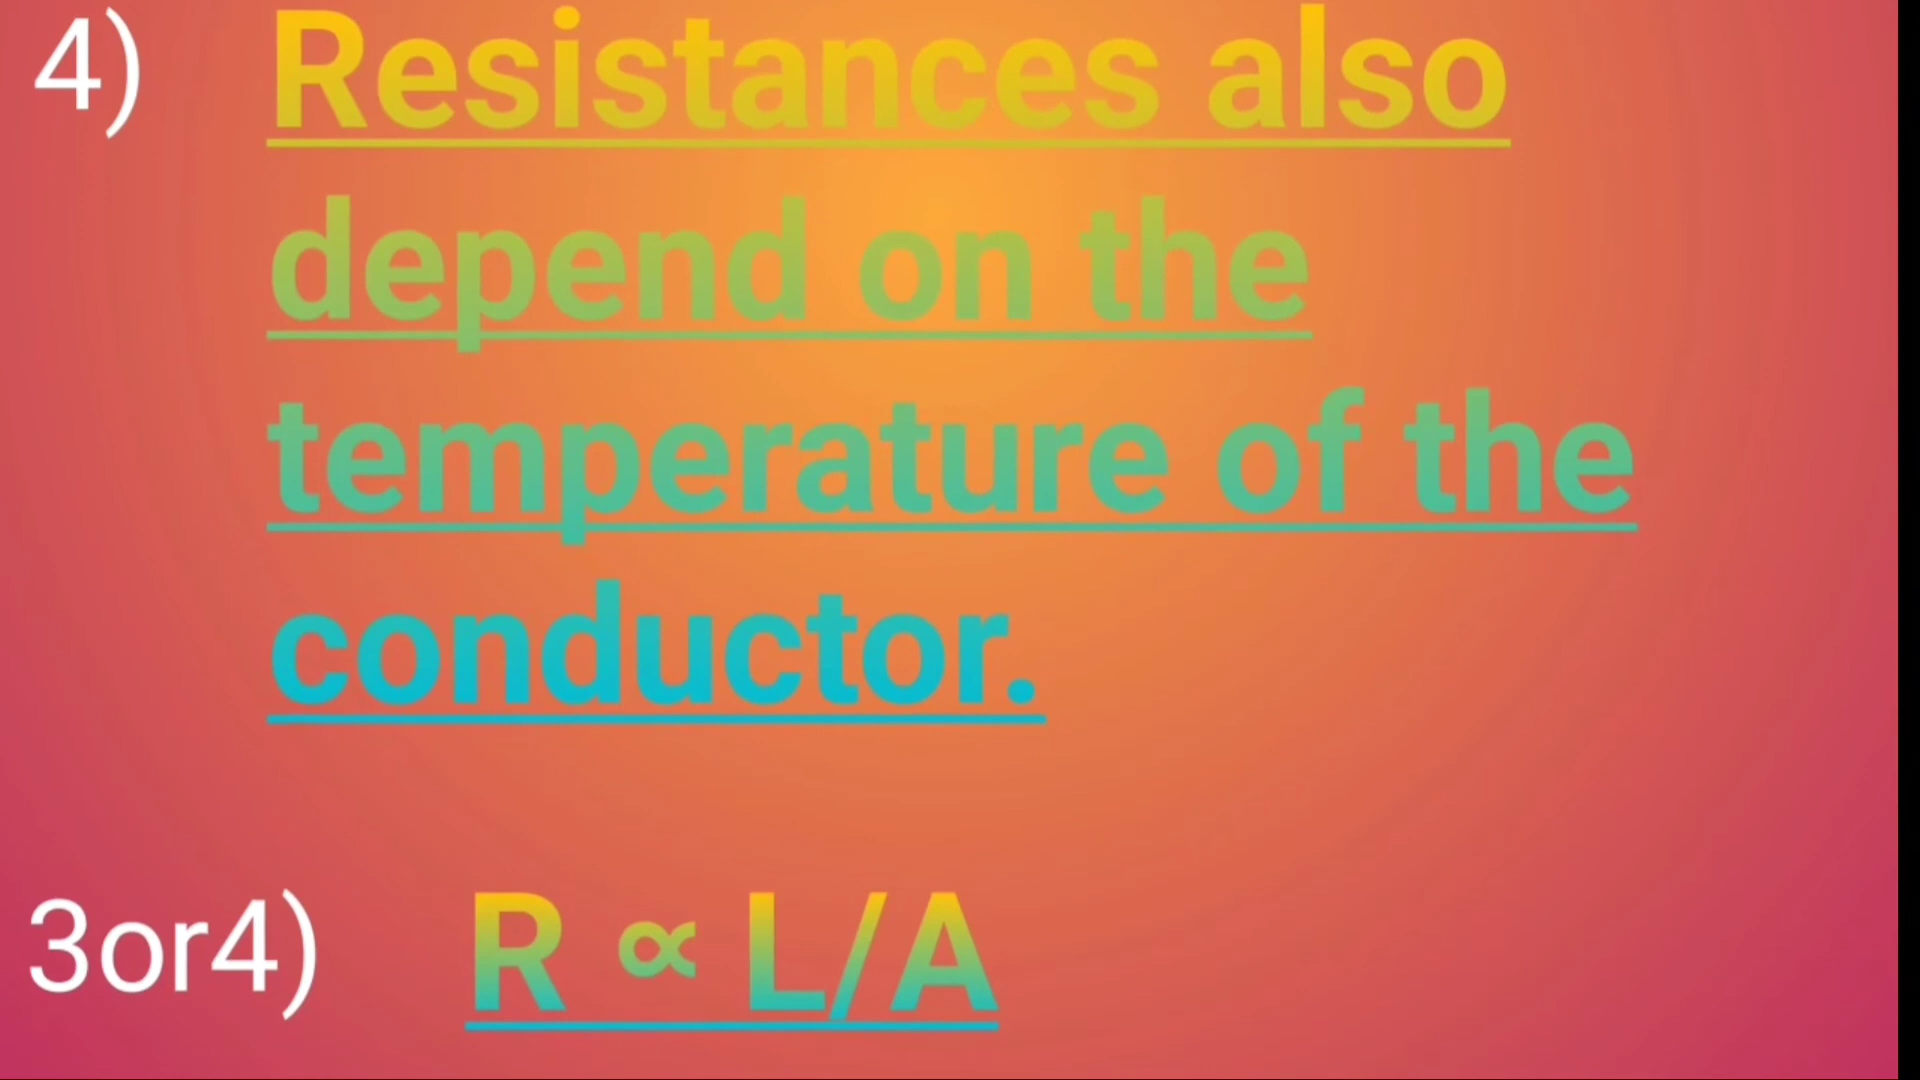 4) Resistances also
depend on the
temperature of the
conductor.
3or4) R ∝ L/A